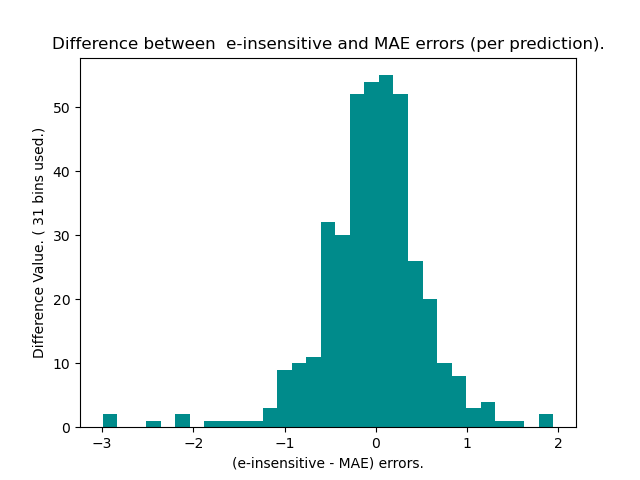 Difference between  e-insensitive and MAE errors (per prediction).
Difference Value. ( 31 bins used.)
50
40
30
20
10
0
−3 −2 −1 0 1 2
(e-insensitive - MAE) errors.